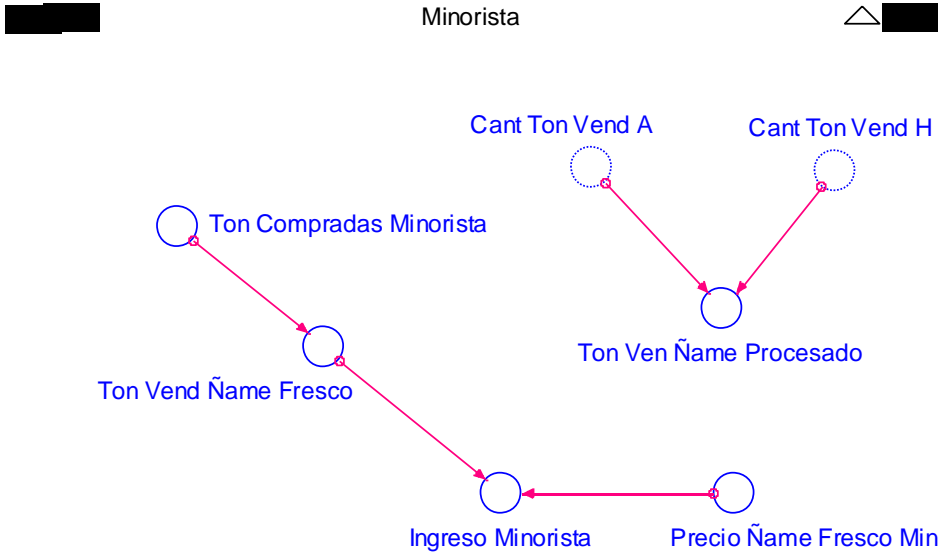 Minorista
Cant Ton Vend A
Cant Ton Vend H
Ton Compradas Minorista
Ton Ven Ñame Procesado
Ton Vend Ñame Fresco
Ingreso Minorista
Precio Ñame Fresco Min